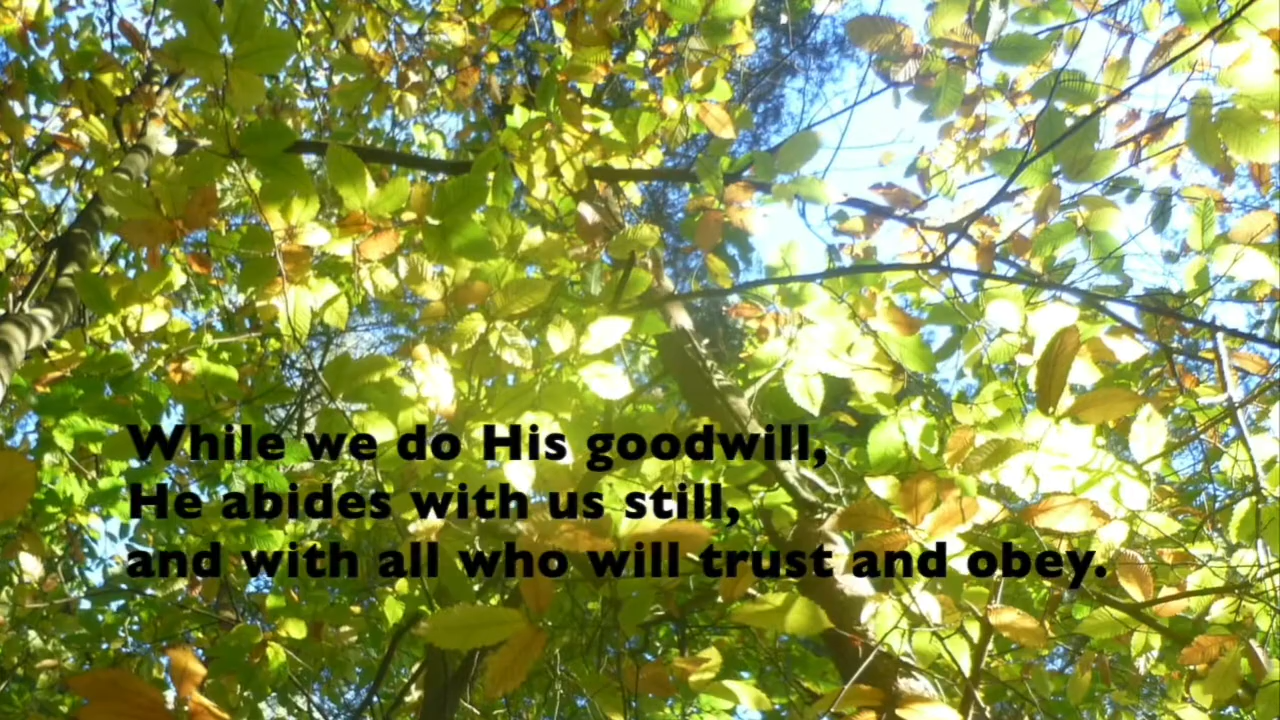 While we do His goodwill,
He abides with us still,
and with all who will trust and obey.